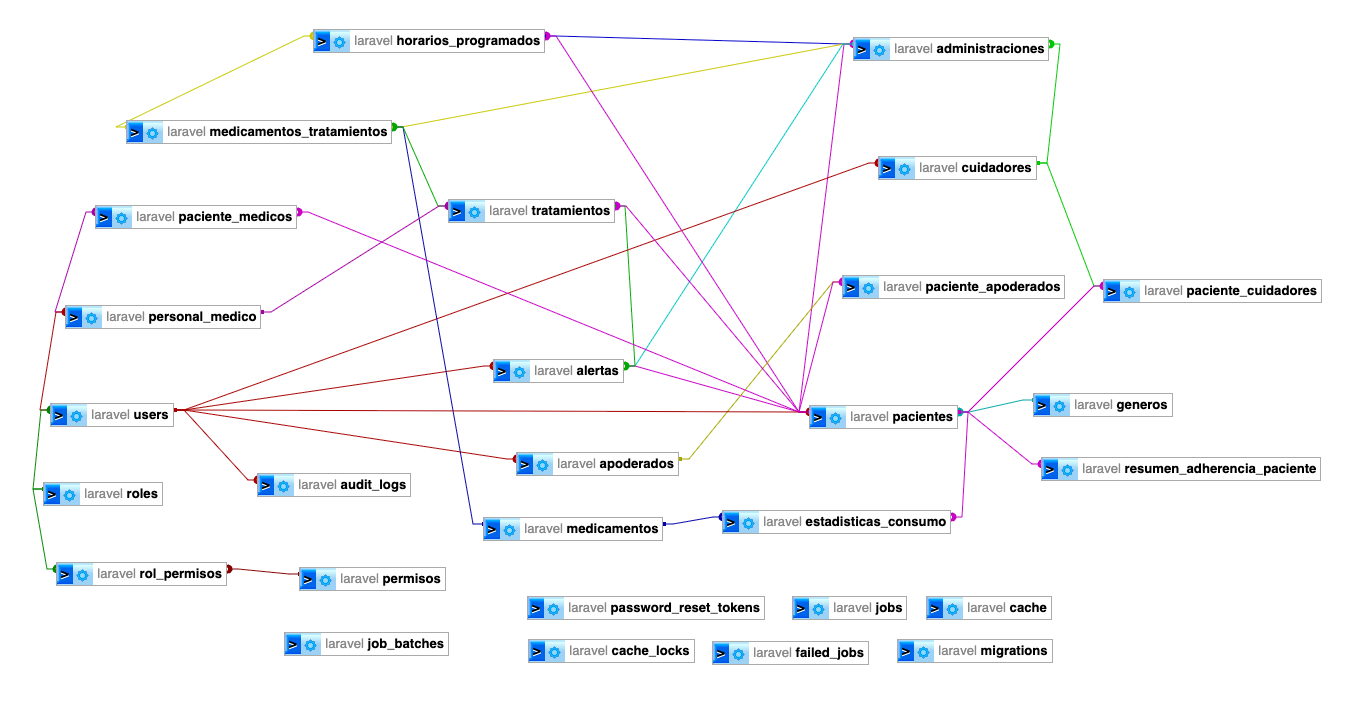 laravel horarios_programados
laravel administraciones
laravel medicamentos_tratamientos
laravel cuidadores
laravel paciente_medicos
laravel tratamientos
laravel paciente_apoderados
laravel paciente_cuidadores
laravel personal_medico
laravel alertas
laravel generos
laravel users
laravel pacientes
laravel apoderados
laravel resumen_adherencia_paciente
laravel audit_logs
laravel roles
laravel medicamentos
laravel estadisticas_consumo
laravel rol_permisos
laravel permisos
laravel password_reset_tokens
laravel jobs
laravel cache
laravel job_batches
laravel cache_locks
laravel failed_jobs
laravel migrations